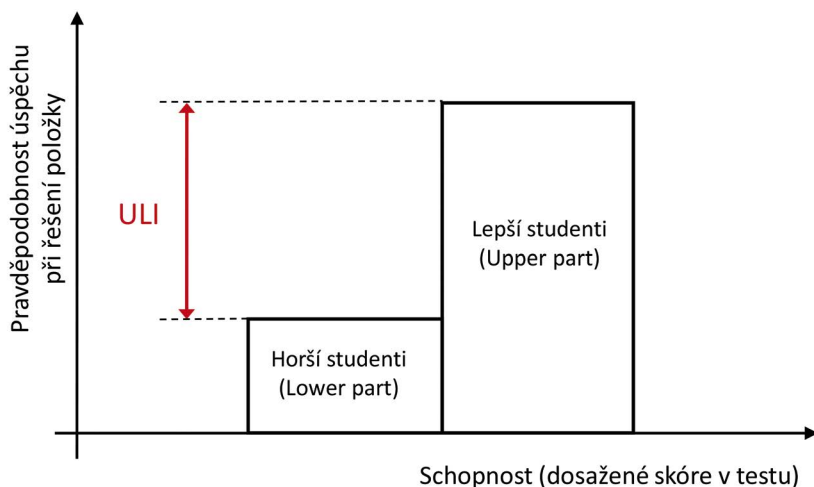 Pravděpodobnost úspěchu
při řešení položky
ULI
Lepší studenti
(Upper part)
Horší studenti
(Lower part)
Schopnost (dosažené skóre v testu)